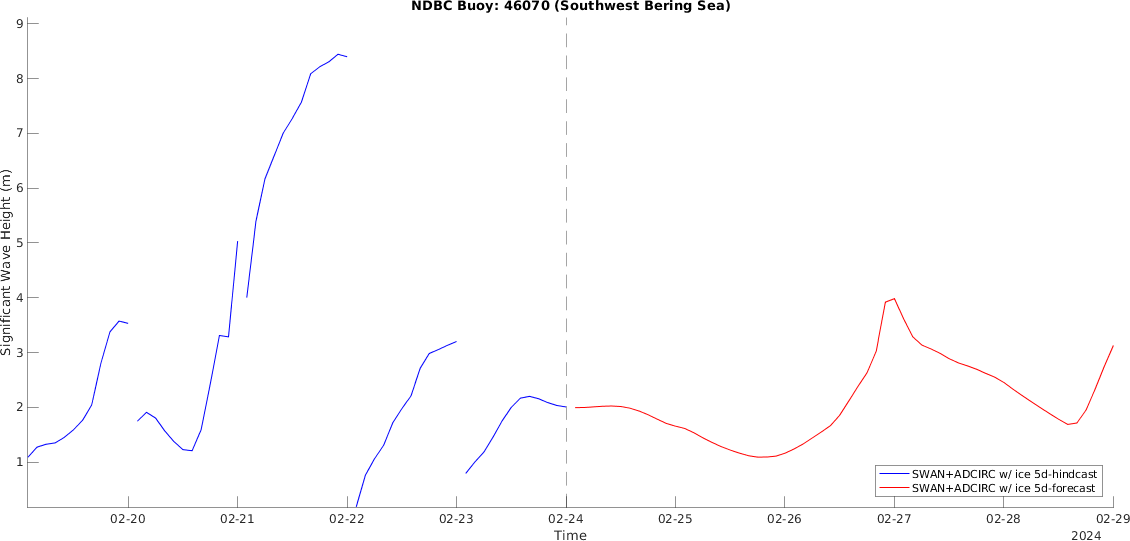 NDBC Buoy: 46070 (Southwest Bering Sea)
Significant Wave Height (m)
9
8
7
6
5
4
3
2
1
SWAN+ADCIRC w/ ice 5d-hindcast
SWAN+ADCIRC w/ ice 5d-forecast
02-20 02-21 02-22 02-23 02-24 02-25 02-26 02-27 02-28 02-29
Time
2024